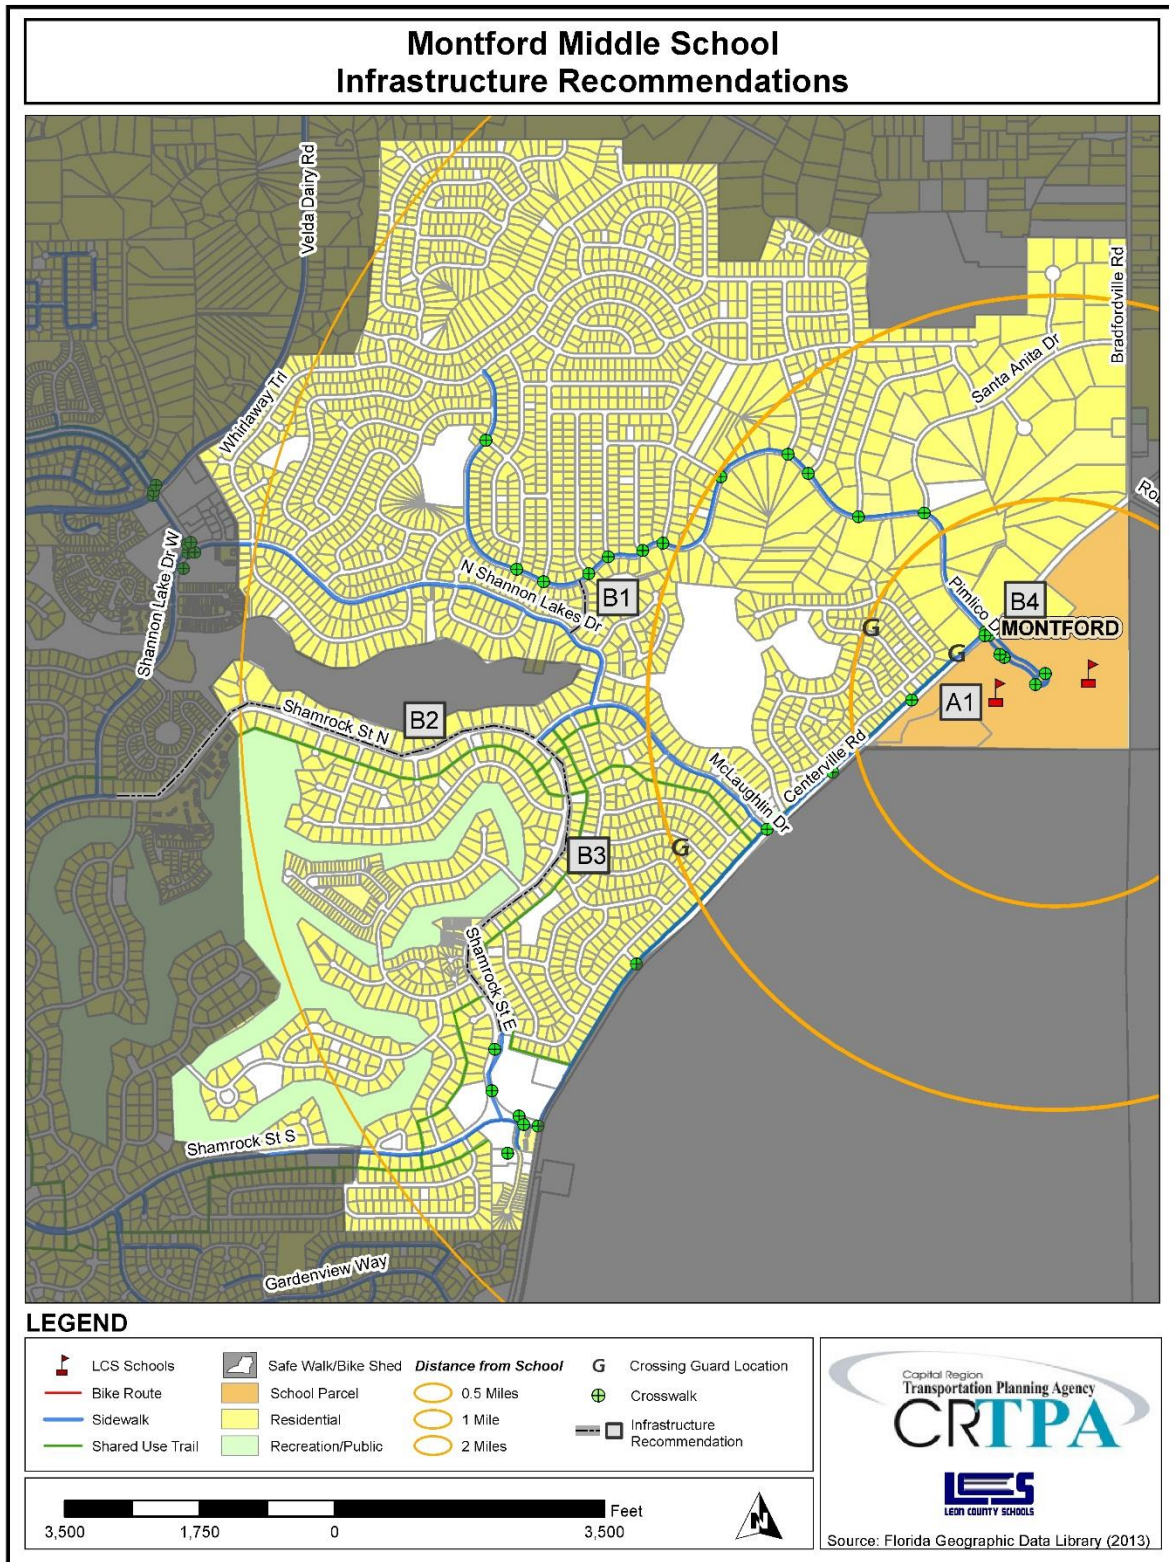 Montford Middle School
Infrastructure Recommendations
Velda Dairy Rd
Bradfordville Rd
Santa Anita Dr
Whirlaway Trl
Shannon Lake Dr W
N Shannon Lakes Dr
B1
Pimlico D
B4
MONTFORD
G
G
A1
Shamrock St N
B2
McLaughlin Dr
Centerville Rd
B3
G
Shamrock St E
Shamrock St S
Gardenview Way
LEGEND
LCS Schools
Bike Route
Sidewalk
Shared Use Trail
Safe Walk/Bike Shed
School Parcel
Residential
Recreation/Public
Distance from School
0.5 Miles
1 Mile
2 Miles
G Crossing Guard Location
Crosswalk
Infrastructure
Recommendation
Feet
3,500 1,750 0 3,500
N
Capital Region
Transportation Planning Agency
CRTPA
LCS
LEON COUNTY SCHOOLS
Source: Florida Geographic Data Library (2013)